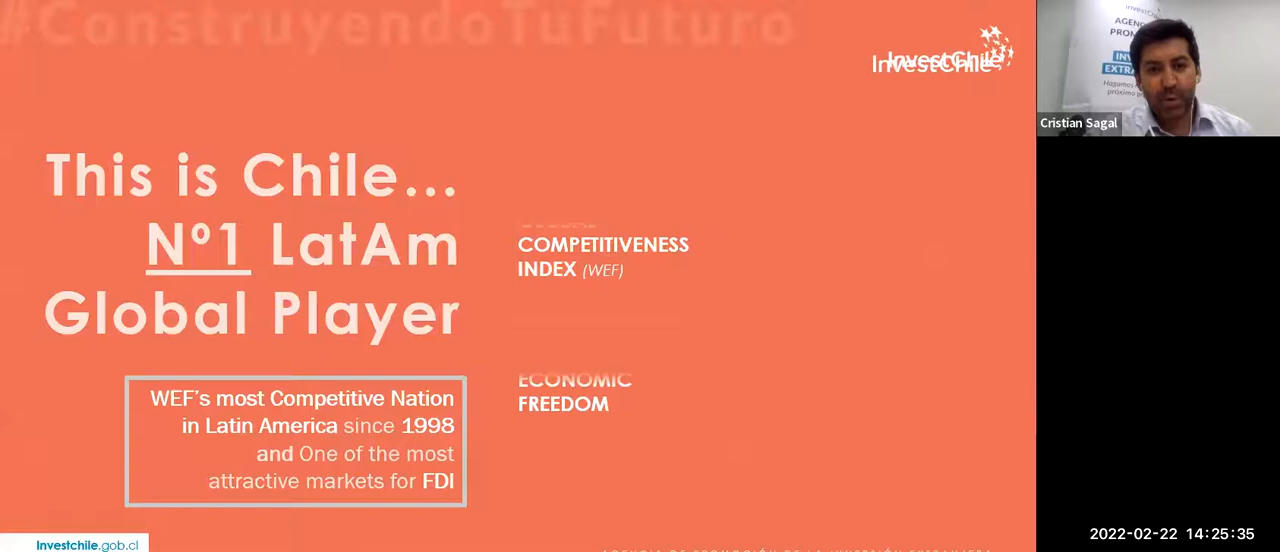 #ConstruyendoTuFuturo
InvestChile
This is Chile...
Nº1 LatAm
Global Player
COMPETITIVENESS
INDEX (WEF)
ECONOMIC
FREEDOM
WEF's most Competitive Nation
in Latin America since 1998
and One of the most
attractive markets for FDI
Investchile.gob.cl
InvestChile
Cristian Sagal
2022-02-22 14:25:35